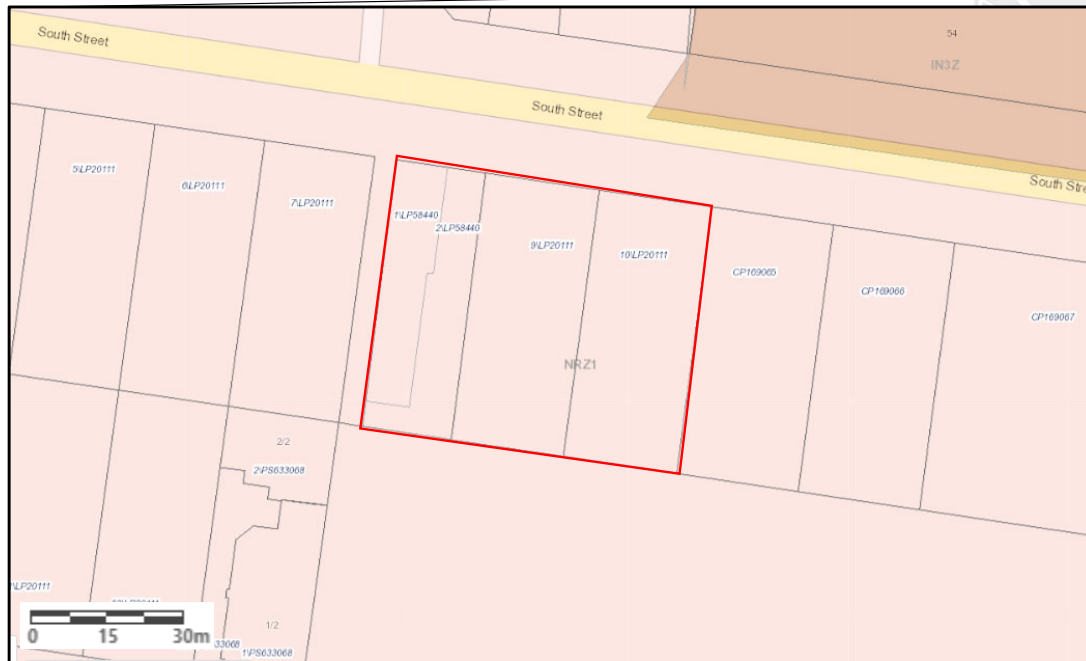 South Street
54
IN3Z
South Street
South Stre
5\LP20111
6\LP20111
7\LP20111
1\LP58440
2\LP58440
9\LP20111
10\LP20111
CP169065
CP169066
CP169067
NRZ1
2/2
2\PS633068
\LP20111
1/2
33068
1\PS633068
0
15
30m